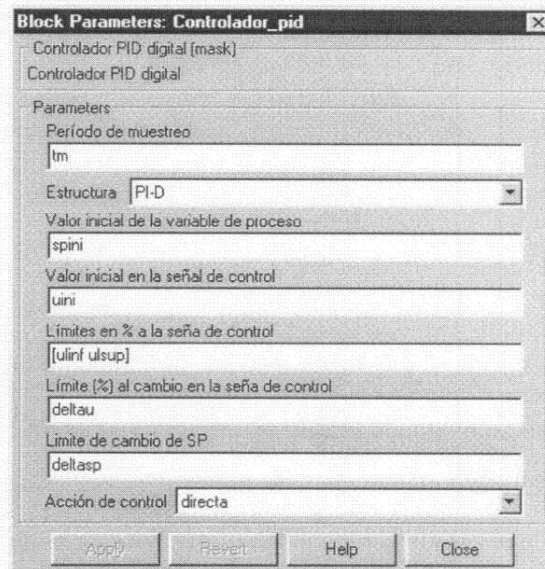 Block Parameters: Controlador_pid
Controlador PID digital (mask)
Controlador PID digital
Parameters
Período de muestreo
tm
Estructura PI-D
Valor inicial de la variable de proceso
spini
Valor inicial en la señal de control
uini
Límites en % a la seña de control
[ulinf ulsup]
Límite (%) al cambio en la seña de control
deltau
Limite de cambio de SP
deltasp
Acción de control directa
Apply Revert Help Close